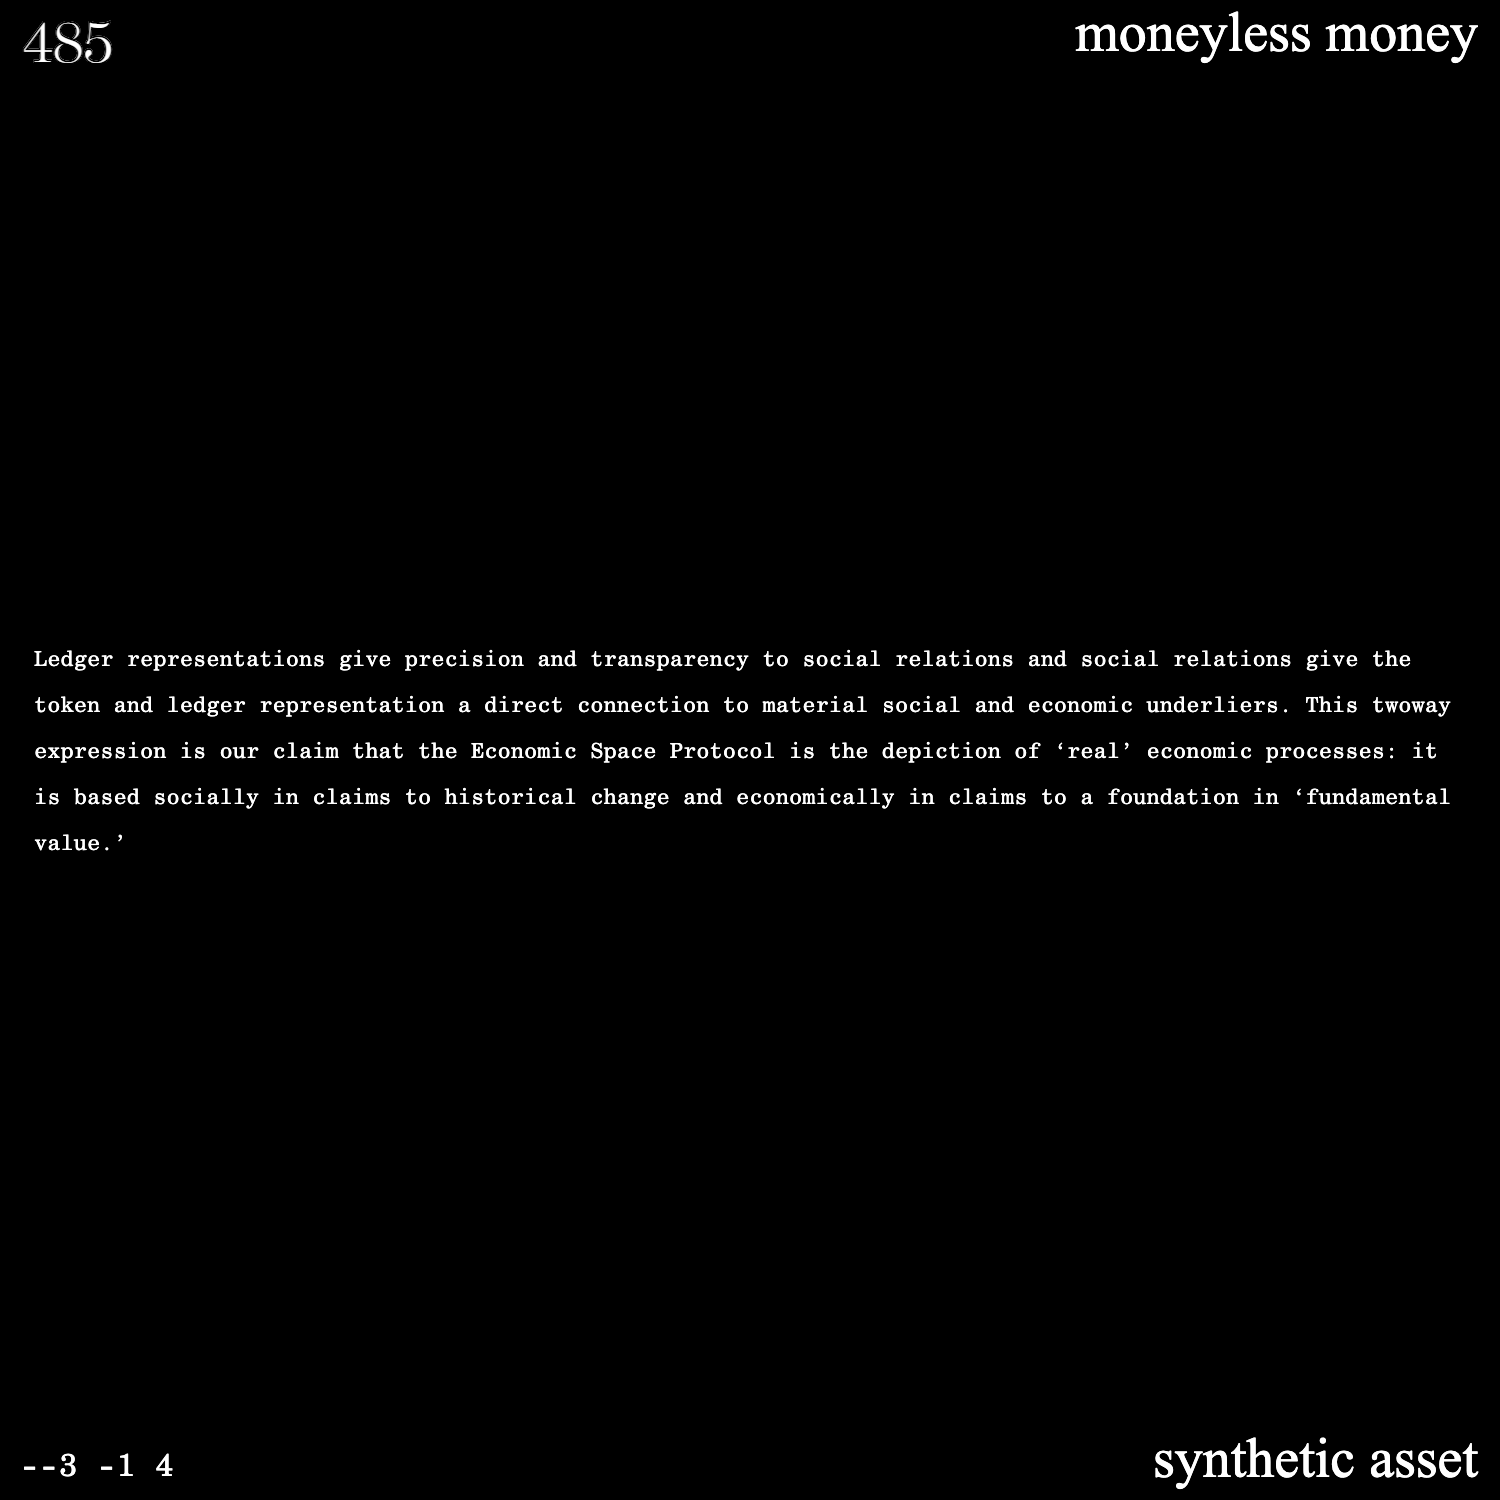 485
moneyless money
Ledger representations give precision and transparency to social relations and social relations give the
token and ledger representation a direct connection to material social and economic underliers. This twoway
expression is our claim that the Economic Space Protocol is the depiction of ‘real’ economic processes: it
is based socially in claims to historical change and economically in claims to a foundation in ‘fundamental
value.’
--3 -1 4
synthetic asset